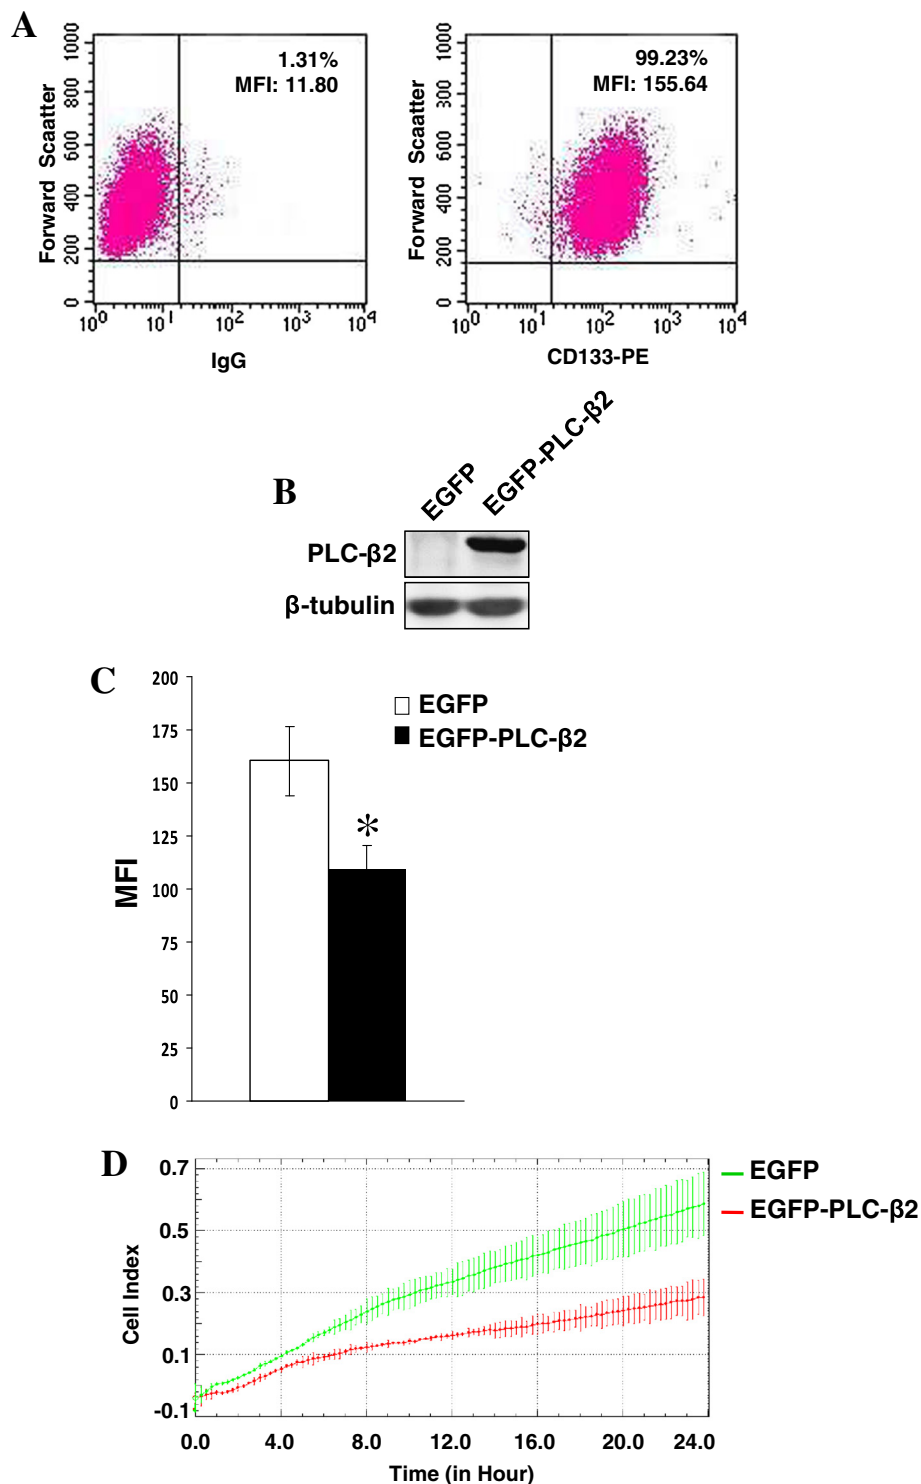 A
1.31%
MFI: 11.80
Forward Scaatter
1000
800
600
400
200
0
10^0 10^1 10^2 10^3 10^4
IgG
99.23%
MFI: 155.64
Forward Scaatter
1000
300
600
400
200
0
10^0 10^1 10^2 10^3 10^4
CD133-PE
B
EGFP
EGFP-PLC-β2
PLC-β2
β-tubulin
C
MFI
200
175
150
125
100
75
50
25
0
*
EGFP
EGFP-PLC-β2
D
Cell Index
0.7
0.5
0.3
0.1
-0.1
0.0 4.0 8.0 12.0 16.0 20.0 24.0
Time (in Hour)
EGFP
EGFP-PLC-β2